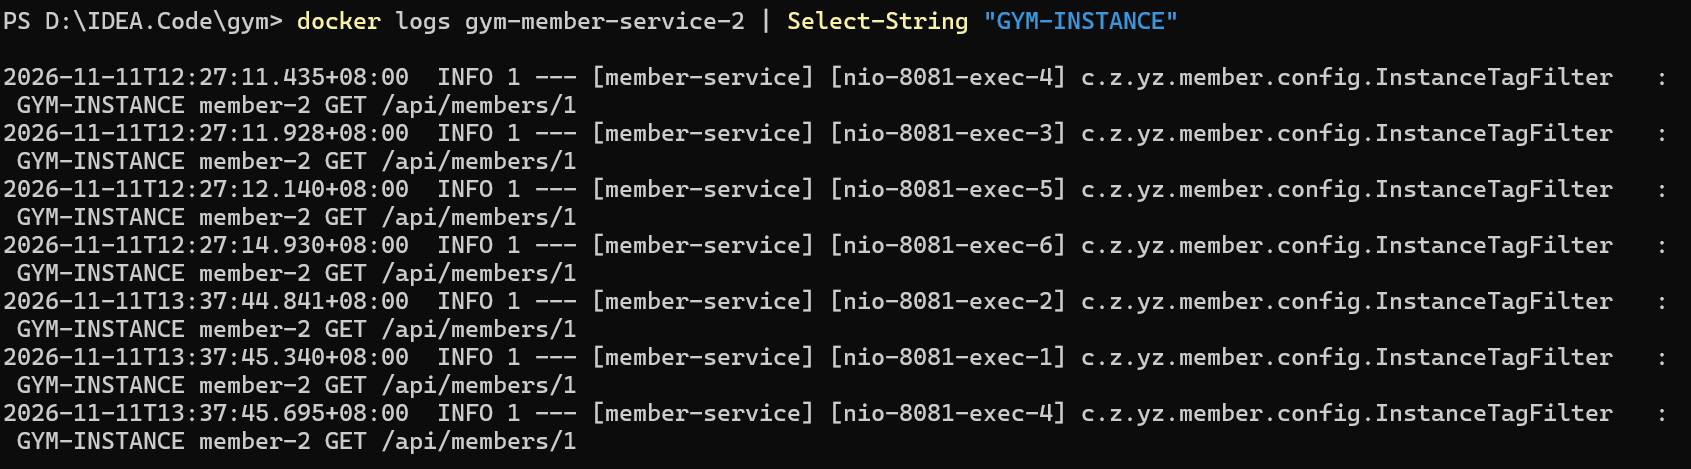 PS D:\IDEA.Code\gym> docker logs gym-member-service-2 | Select-String "GYM-INSTANCE"
2026-11-11T12:27:11.435+08:00  INFO 1 --- [member-service] [nio-8081-exec-4] c.z.yz.member.config.InstanceTagFilter   :
 GYM-INSTANCE member-2 GET /api/members/1
2026-11-11T12:27:11.928+08:00  INFO 1 --- [member-service] [nio-8081-exec-3] c.z.yz.member.config.InstanceTagFilter   :
 GYM-INSTANCE member-2 GET /api/members/1
2026-11-11T12:27:12.140+08:00  INFO 1 --- [member-service] [nio-8081-exec-5] c.z.yz.member.config.InstanceTagFilter   :
 GYM-INSTANCE member-2 GET /api/members/1
2026-11-11T12:27:14.930+08:00  INFO 1 --- [member-service] [nio-8081-exec-6] c.z.yz.member.config.InstanceTagFilter   :
 GYM-INSTANCE member-2 GET /api/members/1
2026-11-11T13:37:44.841+08:00  INFO 1 --- [member-service] [nio-8081-exec-2] c.z.yz.member.config.InstanceTagFilter   :
 GYM-INSTANCE member-2 GET /api/members/1
2026-11-11T13:37:45.340+08:00  INFO 1 --- [member-service] [nio-8081-exec-1] c.z.yz.member.config.InstanceTagFilter   :
 GYM-INSTANCE member-2 GET /api/members/1
2026-11-11T13:37:45.695+08:00  INFO 1 --- [member-service] [nio-8081-exec-4] c.z.yz.member.config.InstanceTagFilter   :
 GYM-INSTANCE member-2 GET /api/members/1